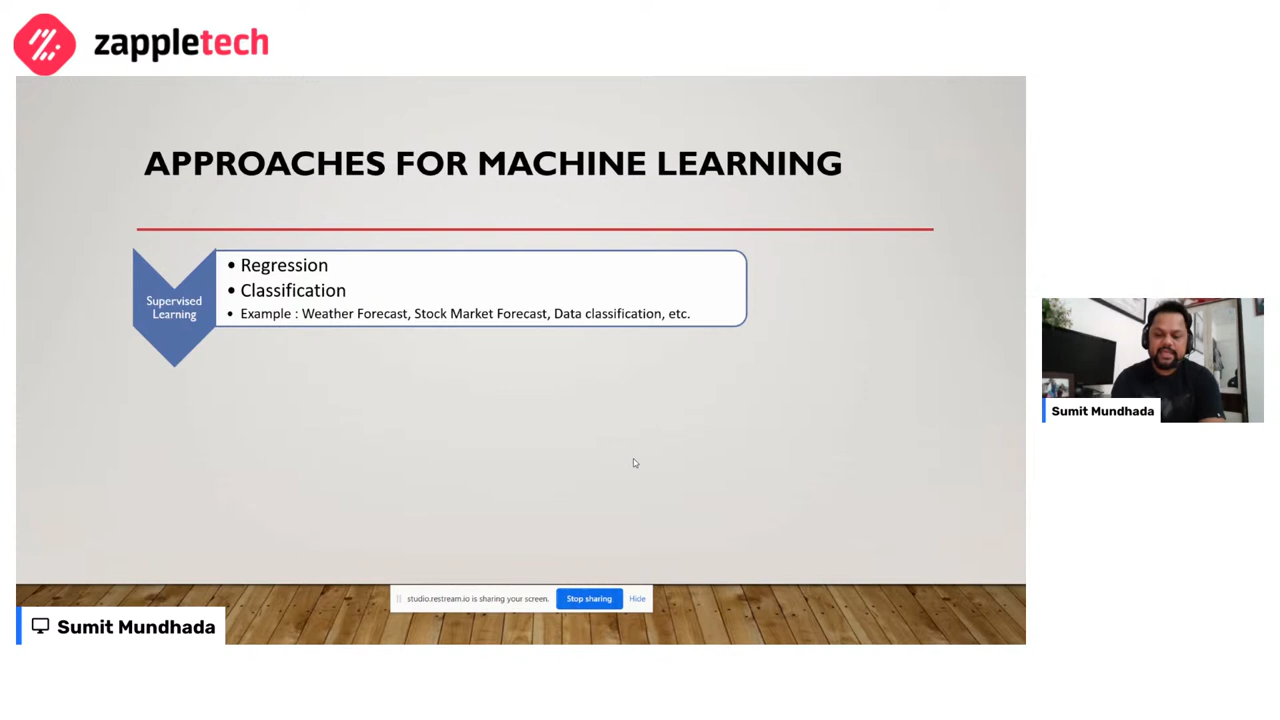 zappletech
APPROACHES FOR MACHINE LEARNING
Supervised
Learning
• Regression
• Classification
• Example : Weather Forecast, Stock Market Forecast, Data classification, etc.
Sumit Mundhada
studio.restream.io is sharing your screen.
Stop sharing
Hide
Sumit Mundhada